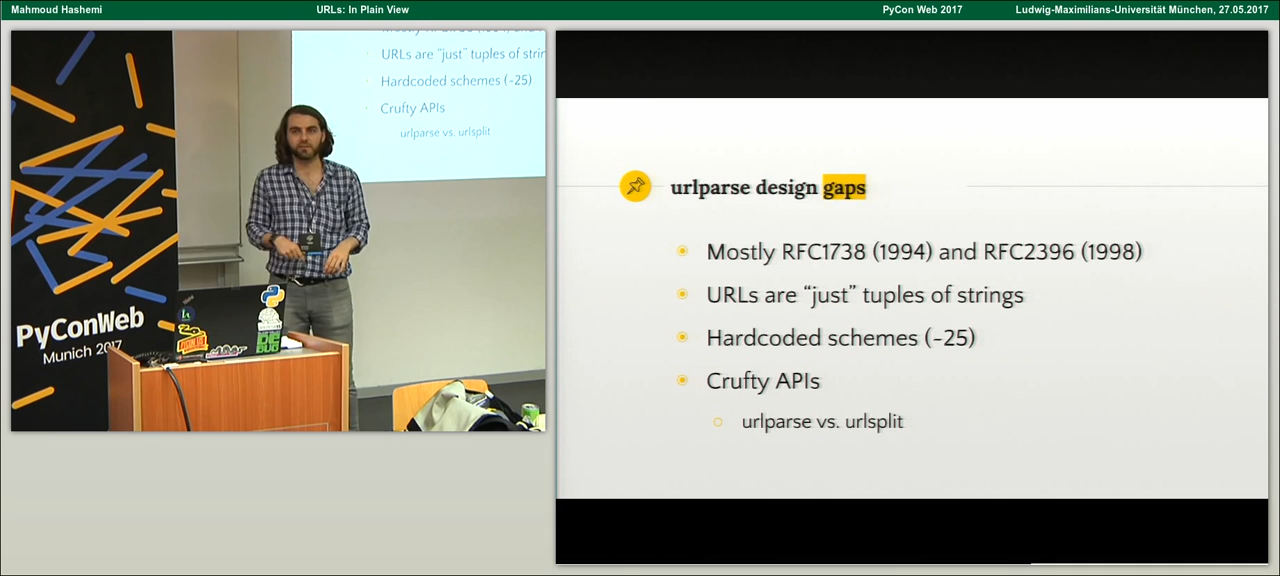 Mahmoud Hashemi
URLs: In Plain View
PyCon Web 2017
Ludwig-Maximilians-Universität München, 27.05.2017
URLs are “just” tuples of strin
Hardcoded schemes (~25)
Crufty APIs
urlparse vs. urlsplit
PyConWeb
Munich 2017
urlparse design gaps
Mostly RFC1738 (1994) and RFC2396 (1998)
URLs are “just” tuples of strings
Hardcoded schemes (~25)
Crufty APIs
urlparse vs. urlsplit